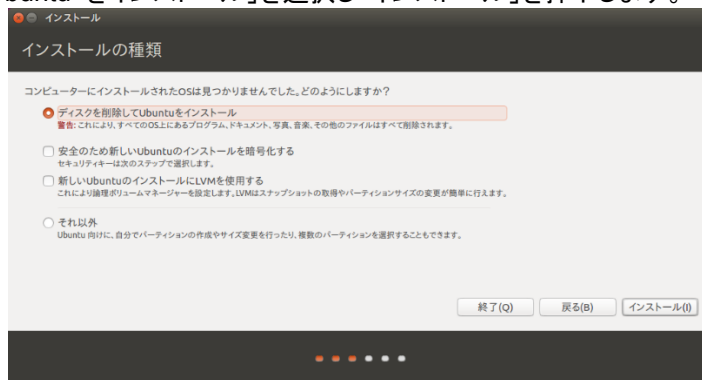 buntu をインストール」を選択し「インストール」を押下します。
インストール
インストールの種類
コンピューターにインストールされたOSは見つかりませんでした。どのようにしますか?
ディスクを削除してUbuntuをインストール
警告: これにより、すべてのOS上にあるプログラム、ドキュメント、写真、音楽、その他のファイルはすべて削除されます。
安全のため新しいUbuntuのインストールを暗号化する
セキュリティキーは次のステップで選択します。
新しいUbuntuのインストールにLVMを使用する
これにより論理ボリュームマネージャーを設定します。LVMはスナップショットの取得やパーティションサイズの変更が簡単に行えます。
それ以外
Ubuntu 向けに、自分でパーティションの作成やサイズ変更を行ったり、複数のパーティションを選択することもできます。
終了(Q)
戻る(B)
インストール(I)